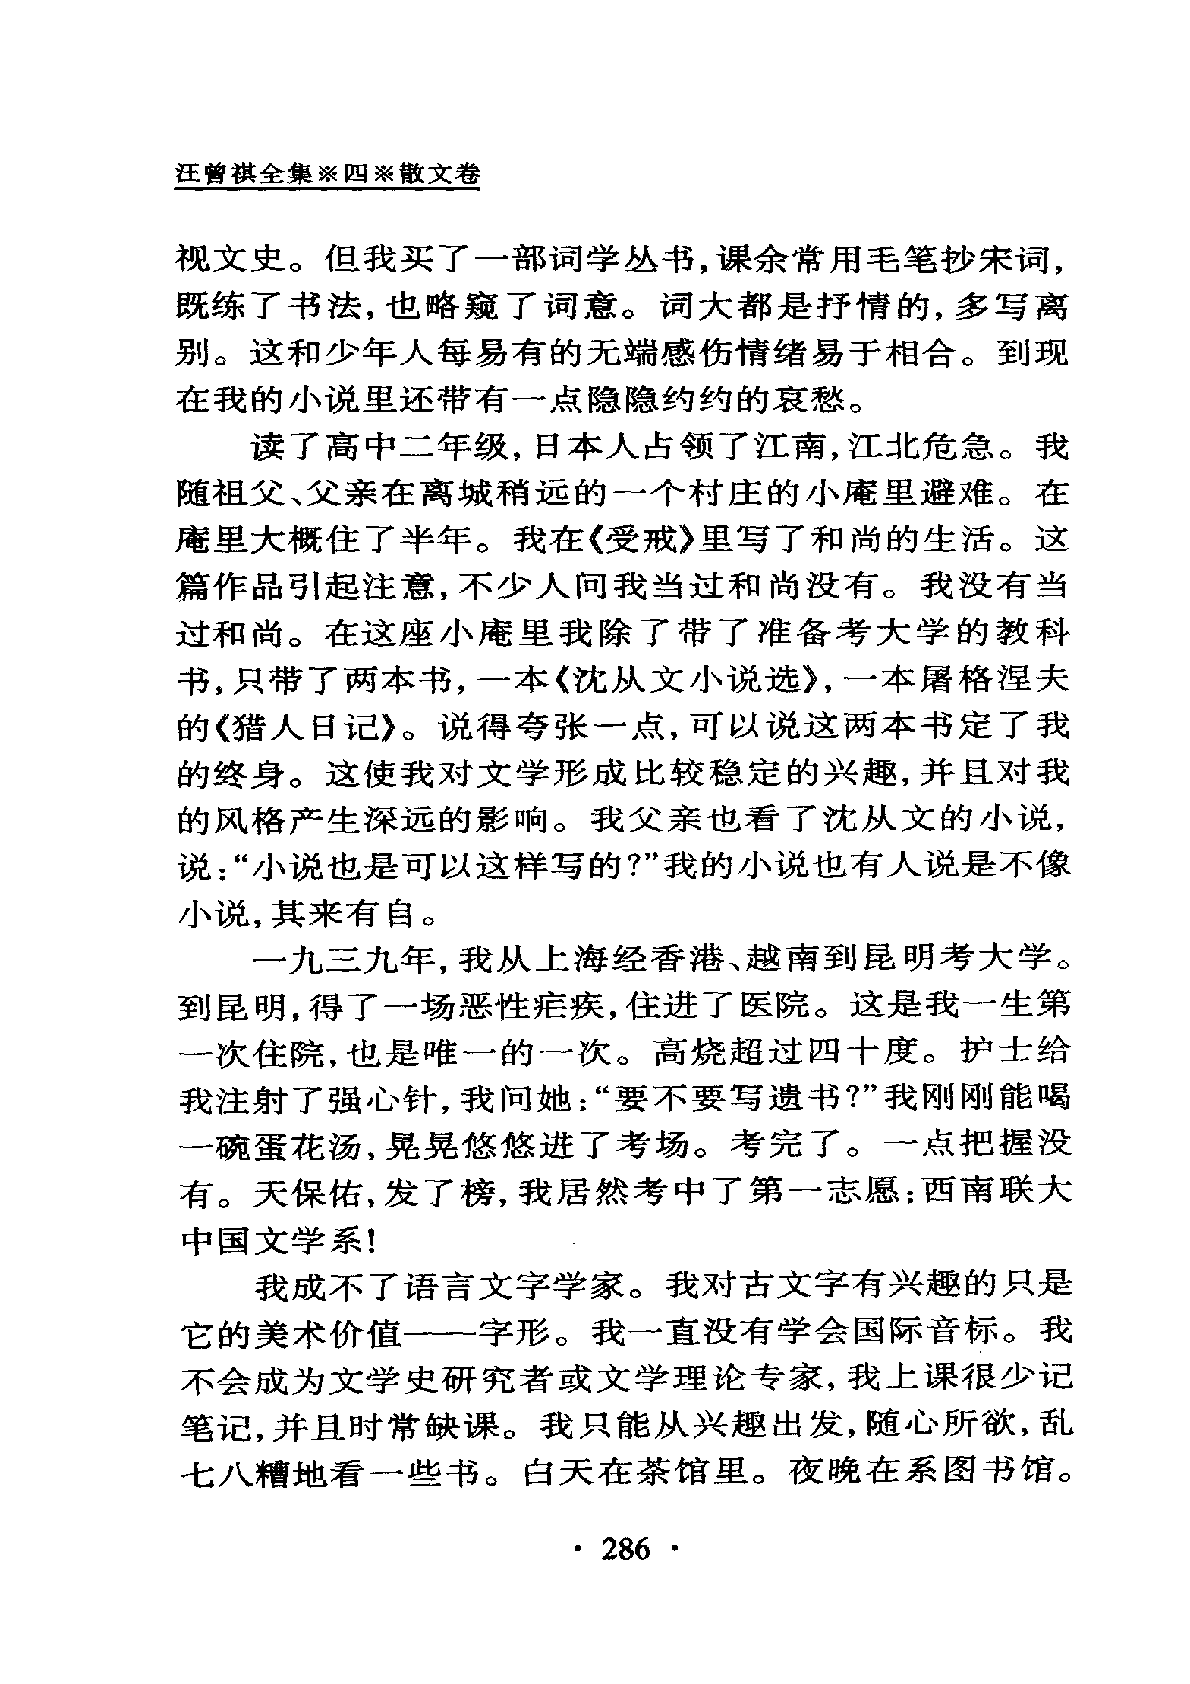 汪曾祺全集※四※散文卷
视文史。但我买了一部词学丛书,课余常用毛笔抄宋词,
既练了书法,也略窥了词意。词大都是抒情的,多写离
别。这和少年人每易有的无端感伤情绪易于相合。到现
在我的小说里还带有一点隐隐约约的哀愁。
读了高中二年级,日本人占领了江南,江北危急。我
随祖父、父亲在离城稍远的一个村庄的小庵里避难。在
庵里大概住了半年。我在《受戒》里写了和尚的生活。这
篇作品引起注意,不少人问我当过和尚没有。我没有当
过和尚。在这座小庵里我除了带了准备考大学的教科
书,只带了两本书,一本《沈从文小说选》,一本屠格涅夫
的《猎人日记》。说得夸张一点,可以说这两本书定了我
的终身。这使我对文学形成比较稳定的兴趣,并且对我
的风格产生深远的影响。我父亲也看了沈从文的小说,
说:“小说也是可以这样写的?”我的小说也有人说是不像
小说,其来有自。
一九三九年,我从上海经香港、越南到昆明考大学。
到昆明,得了一场恶性疟疾,住进了医院。这是我一生第
一次住院,也是唯一的一次。高烧超过四十度。护士给
我注射了强心针,我问她:“要不要写遗书?”我刚刚能喝
一碗蛋花汤,晃晃悠悠进了考场。考完了。一点把握没
有。天保佑,发了榜,我居然考中了第一志愿:西南联大
中国文学系!
我成不了语言文字学家。我对古文字有兴趣的只是
它的美术价值——字形。我一直没有学会国际音标。我
不会成为文学史研究者或文学理论专家,我上课很少记
笔记,并且时常缺课。我只能从兴趣出发,随心所欲,乱
七八糟地看一些书。白天在茶馆里。夜晚在系图书馆。
· 286 ·